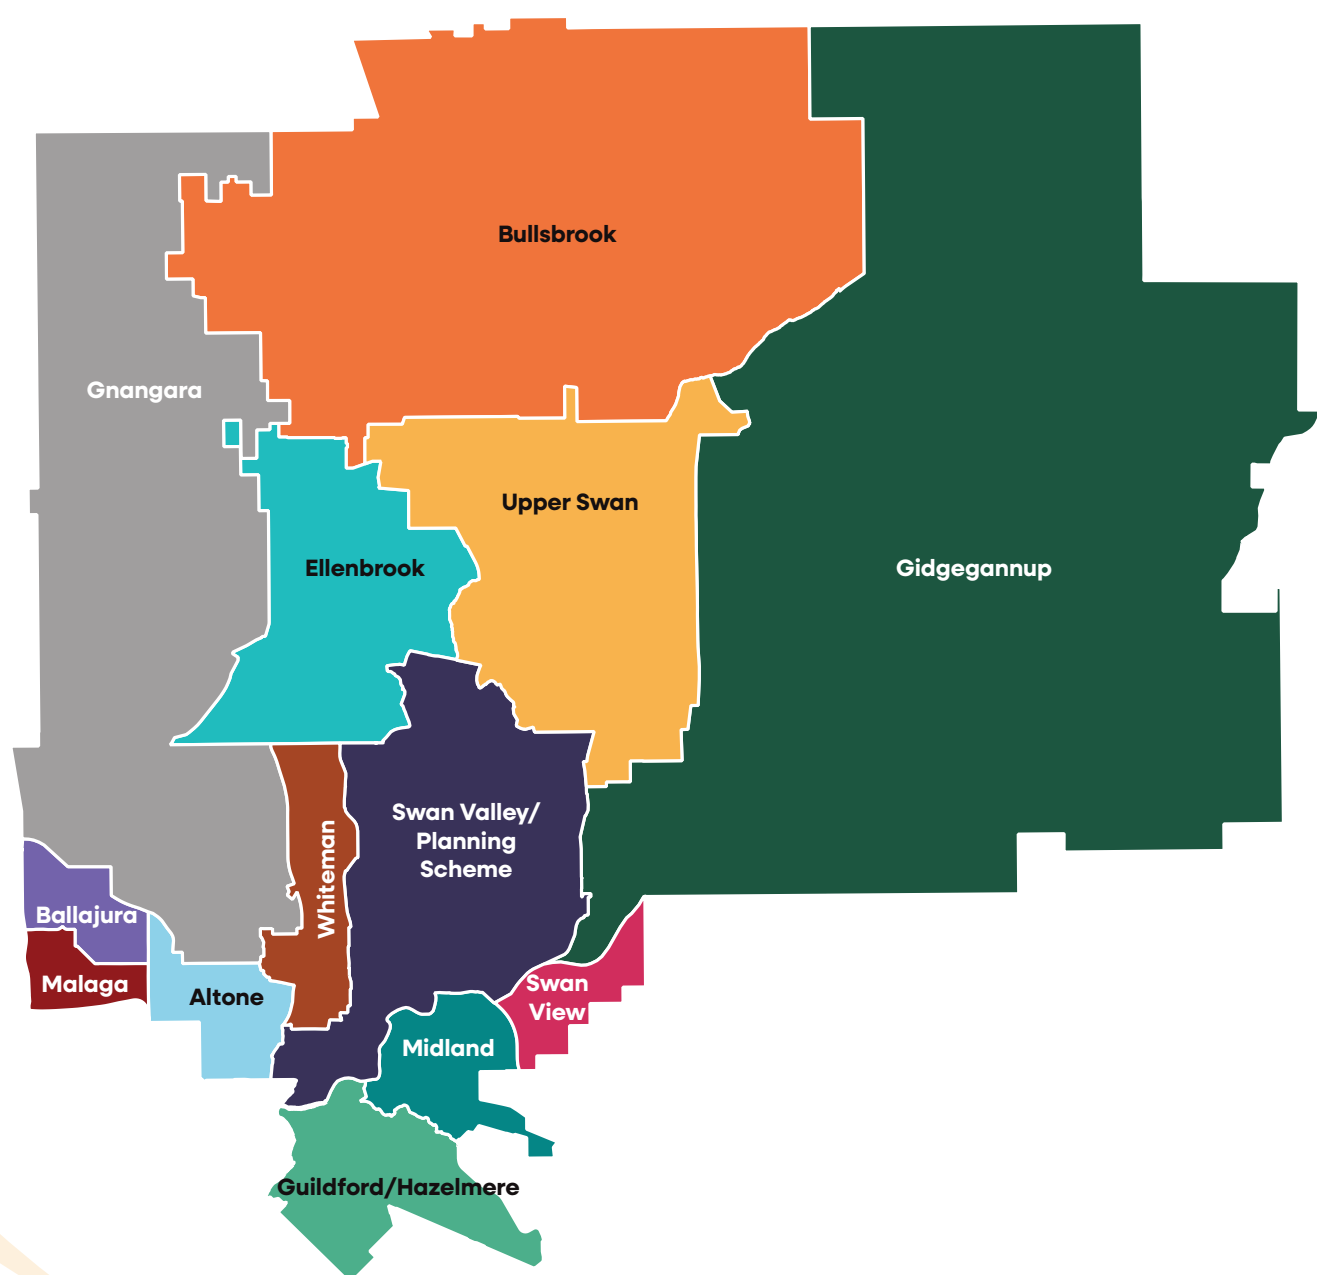 Bullsbrook
Gnangara
Upper Swan
Ellenbrook
Gidgegannup
Swan Valley/
Planning
Scheme
Whiteman
Ballajura
Malaga
Altone
Swan
View
Midland
Guildford/Hazelmere